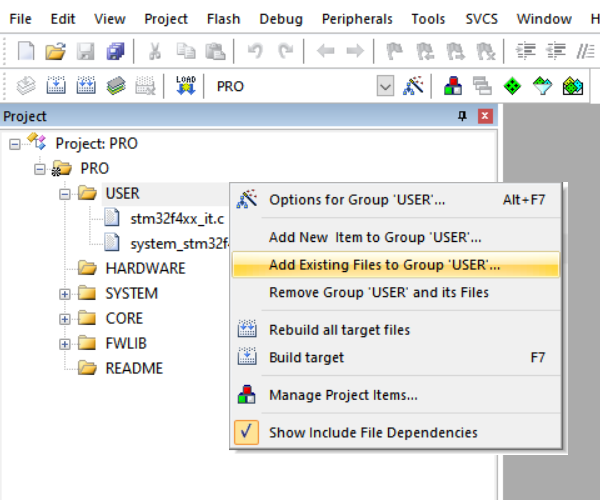 File Edit View Project Flash Debug Peripherals Tools SVCS Window H
LOAD PRO
Project
Project: PRO
PRO
USER
stm32f4xx_it.c
system_stm32f
HARDWARE
SYSTEM
CORE
FWLIB
README
Options for Group 'USER'... Alt+F7
Add New Item to Group 'USER'...
Add Existing Files to Group 'USER'...
Remove Group 'USER' and its Files
Rebuild all target files
Build target F7
Manage Project Items...
Show Include File Dependencies